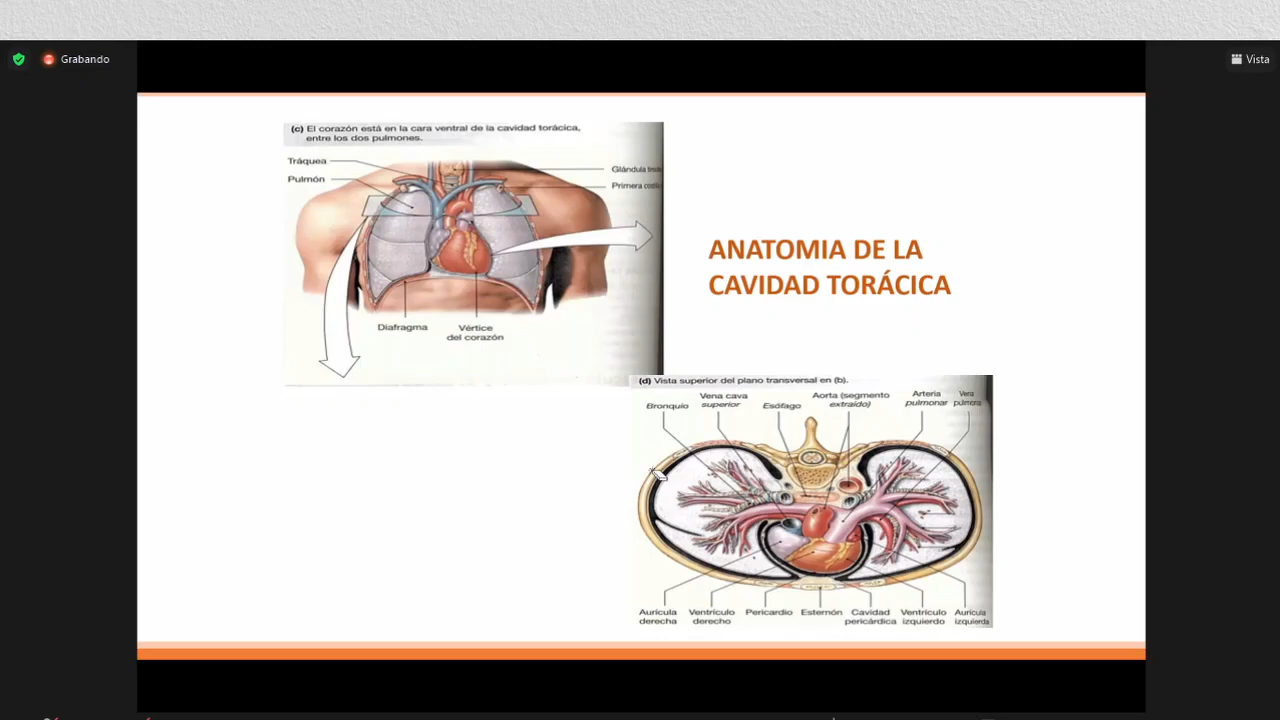 Grabando
Vista
(c) El corazón está en la cara ventral de la cavidad torácica,
entre los dos pulmones.
Tráquea
Pulmón
Glándula
Primera
Diafragma
Vértice
del corazón
ANATOMIA DE LA
CAVIDAD TORÁCICA
(d) Vista superior del plano transversal en (b).
Bronquio
Vena cava
superior
Esófago
Aorta (segmento
extraído)
Arteria
pulmonar
Vena
Aurícula
derecha
Ventrículo
derecho
Pericardio
Esternón
Cavidad
pericárdica
Ventrículo
izquierdo
Aurícula
izquierda